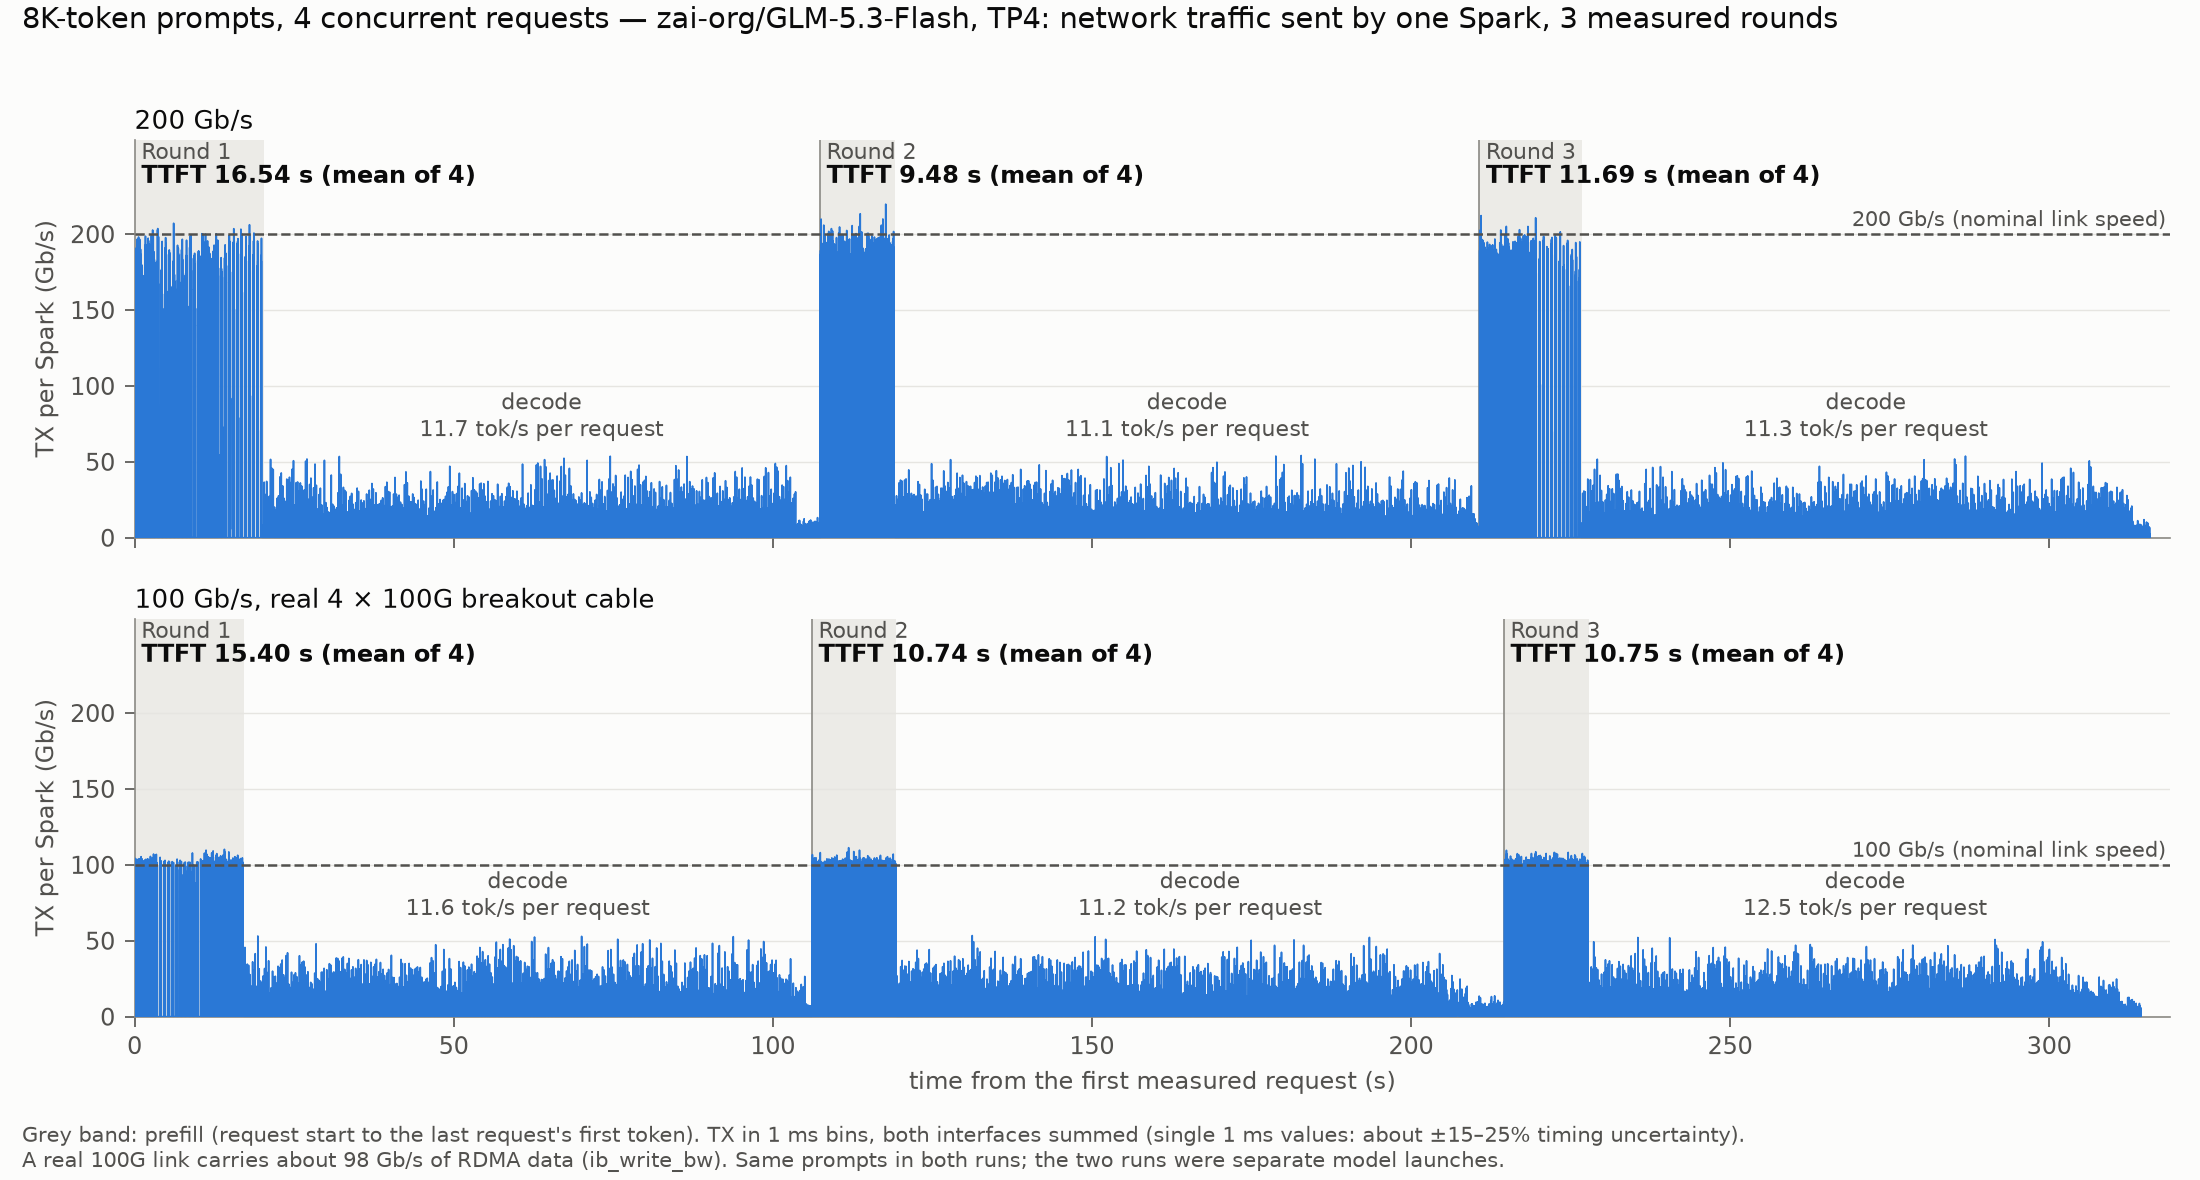 8K-token prompts, 4 concurrent requests — zai-org/GLM-5.3-Flash, TP4: network traffic sent by one Spark, 3 measured rounds
200 Gb/s
Round 1
TTFT 16.54 s (mean of 4)
Round 2
TTFT 9.48 s (mean of 4)
Round 3
TTFT 11.69 s (mean of 4)
200 Gb/s (nominal link speed)
TX per Spark (Gb/s)
200
150
100
50
0
decode
11.7 tok/s per request
decode
11.1 tok/s per request
decode
11.3 tok/s per request
100 Gb/s, real 4 × 100G breakout cable
Round 1
TTFT 15.40 s (mean of 4)
Round 2
TTFT 10.74 s (mean of 4)
Round 3
TTFT 10.75 s (mean of 4)
100 Gb/s (nominal link speed)
TX per Spark (Gb/s)
200
150
100
50
0
decode
11.6 tok/s per request
decode
11.2 tok/s per request
decode
12.5 tok/s per request
0 50 100 150 200 250 300
time from the first measured request (s)
Grey band: prefill (request start to the last request's first token). TX in 1 ms bins, both interfaces summed (single 1 ms values: about ±15–25% timing uncertainty).
A real 100G link carries about 98 Gb/s of RDMA data (ib_write_bw). Same prompts in both runs; the two runs were separate model launches.